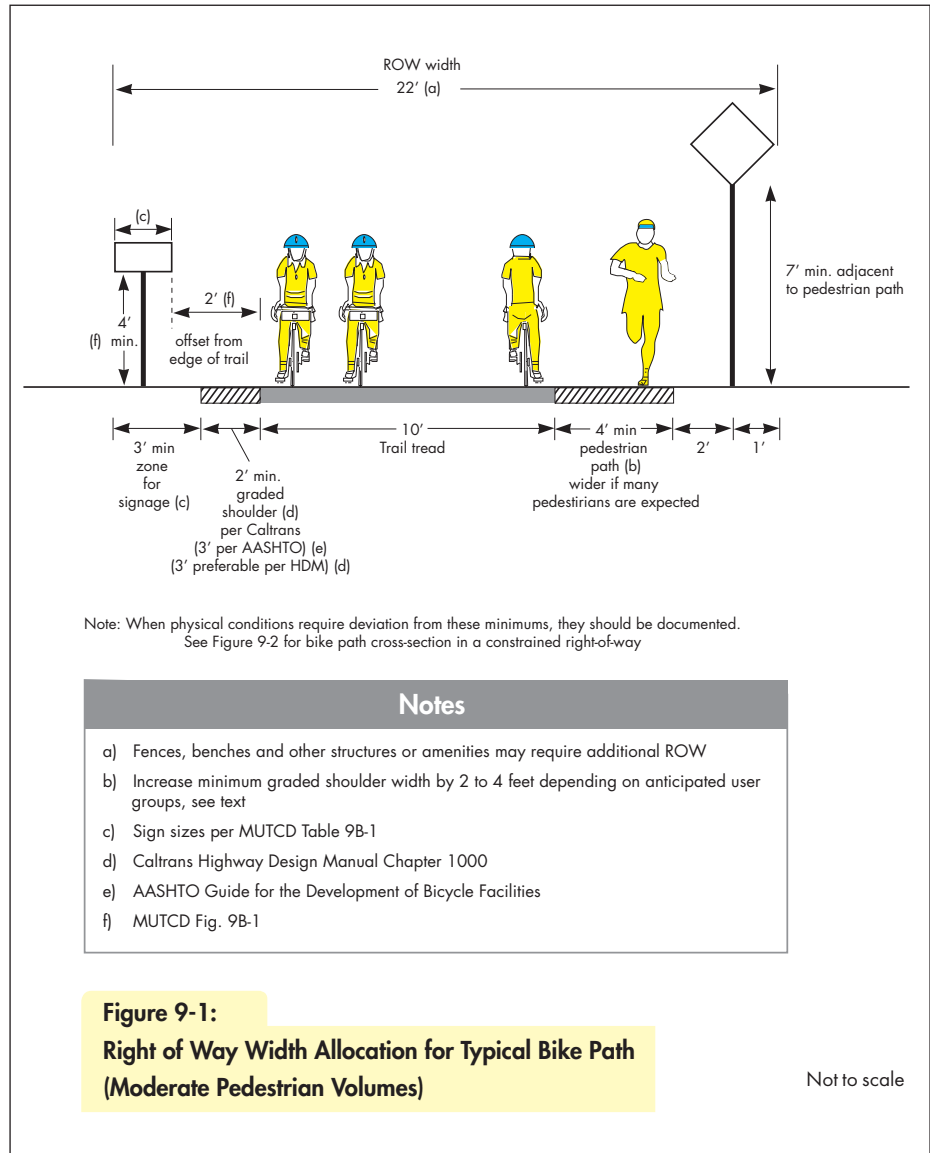 ROW width
22’ (a)
(c)
2’ (f)
4’
(f) min.
offset from
edge of trail
7’ min. adjacent
to pedestrian path
3’ min
zone
for
signage (c)
2’ min.
graded
shoulder (d)
per Caltrans
(3’ per AASHTO) (e)
(3’ preferable per HDM) (d)
10’
Trail tread
4’ min
pedestrian
path (b)
wider if many
pedestirians are expected
2’
1’
Note: When physical conditions require deviation from these minimums, they should be documented.
See Figure 9-2 for bike path cross-section in a constrained right-of-way
Notes
a) Fences, benches and other structures or amenities may require additional ROW
b) Increase minimum graded shoulder width by 2 to 4 feet depending on anticipated user
groups, see text
c) Sign sizes per MUTCD Table 9B-1
d) Caltrans Highway Design Manual Chapter 1000
e) AASHTO Guide for the Development of Bicycle Facilities
f) MUTCD Fig. 9B-1
Figure 9-1:
Right of Way Width Allocation for Typical Bike Path
(Moderate Pedestrian Volumes)
Not to scale